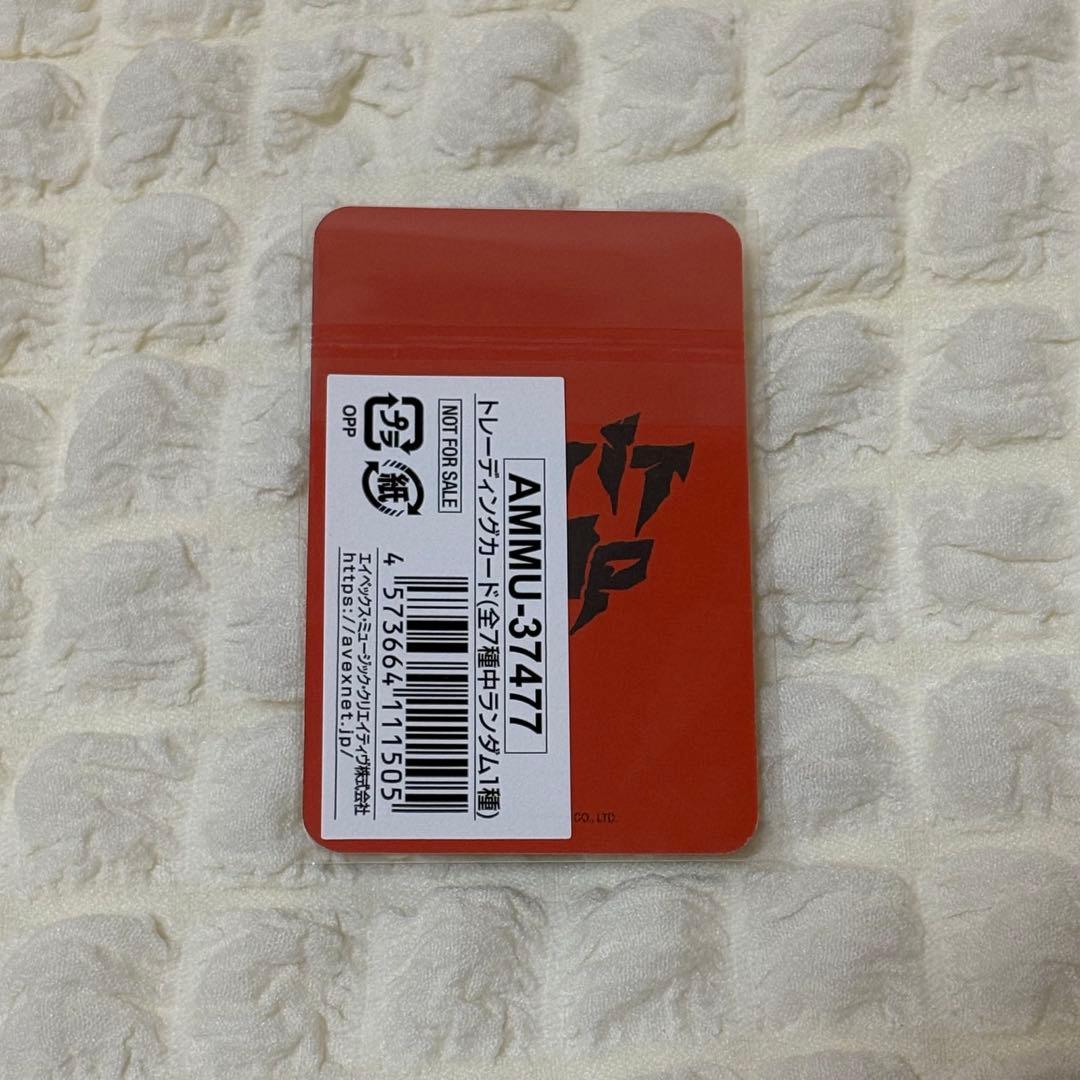 AMMU-37477
トレーディングカード(全7種中ランダム1種)
NOT FOR SALE
プラ
紙
OPP
4 573664 111505
エイベックス・ミュージック・クリエイティヴ株式会社
https://avexnet.jp/
CO., LTD.